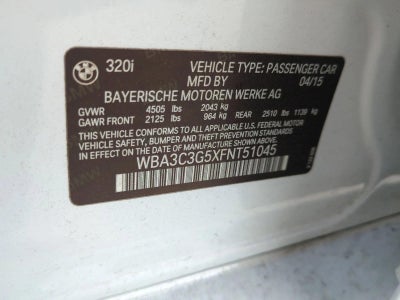 320i
VEHICLE TYPE: PASSENGER CAR
MFD BY 04/15
BAYERISCHE MOTOREN WERKE AG
GVWR 4505 lbs 2043 kg
GAWR FRONT 2125 lbs 964 kg REAR 2510 lbs 1139 kg
THIS VEHICLE CONFORMS TO ALL APPLICABLE FEDERAL MOTOR
VEHICLE SAFETY, BUMPER AND THEFT PREVENTION STANDARDS
IN EFFECT ON THE DATE OF MANUFACTURE SHOWN ABOVE.
WBA3C3G5XFNT51045